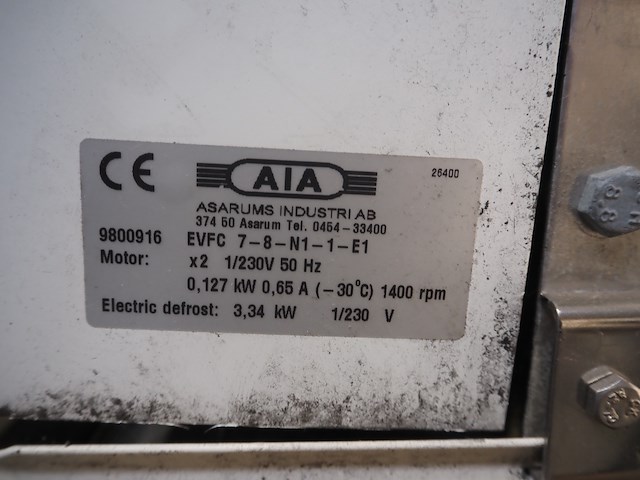 CE AIA 26400
ASARUMS INDUSTRI AB
374 50 Asarum Tel. 0454-33400
9800916 EVFC 7-8-N1-1-E1
Motor: x2 1/230V 50 Hz
0,127 kW 0,65 A (-30°C) 1400 rpm
Electric defrost: 3,34 kW 1/230 V
8 8